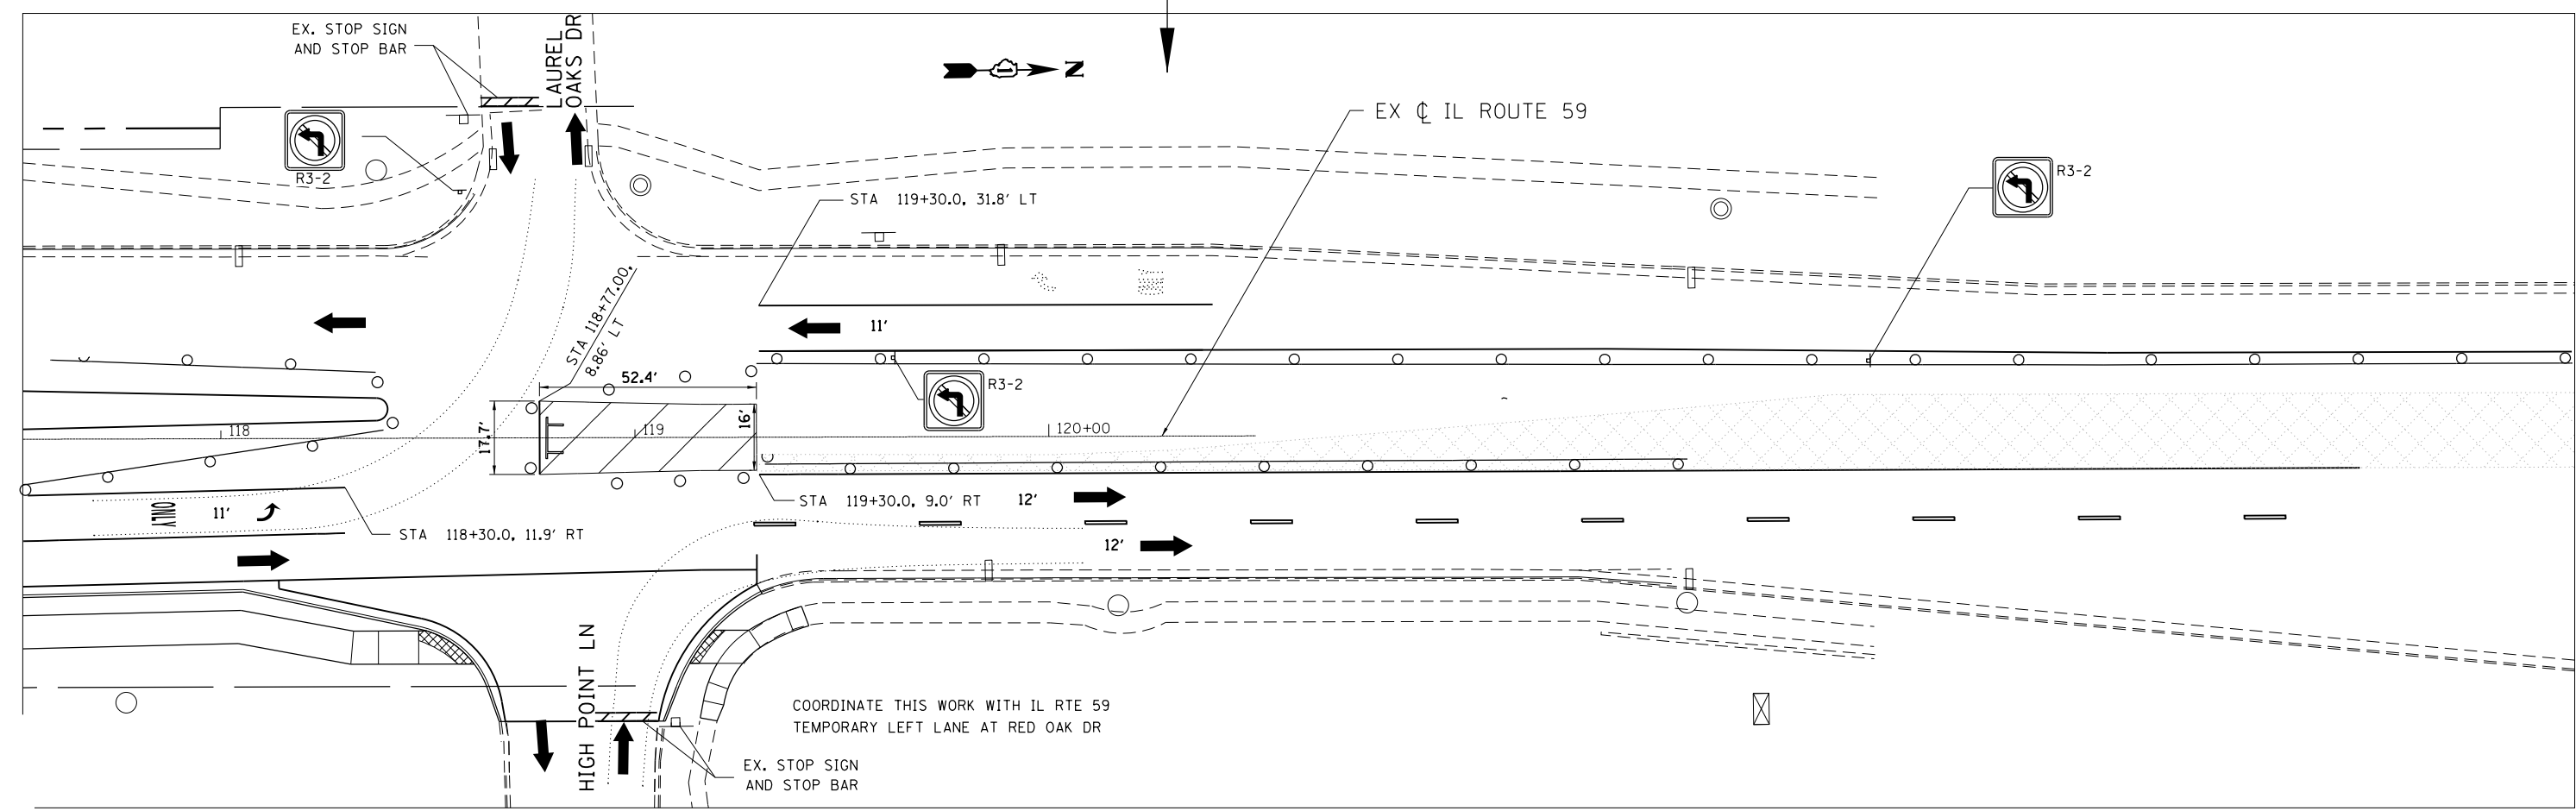 EX. STOP SIGN
AND STOP BAR
LAUREL
OAKS DR
N
EX ℄ IL ROUTE 59
R3-2
R3-2
STA 119+30.0, 31.8' LT
STA 118+77.00,
8.86' LT
11'
52.4'
R3-2
17.7'
16'
118
119
120+00
ONLY
11'
STA 119+30.0, 9.0' RT
12'
STA 118+30.0, 11.9' RT
12'
HIGH POINT LN
COORDINATE THIS WORK WITH IL RTE 59
TEMPORARY LEFT LANE AT RED OAK DR
EX. STOP SIGN
AND STOP BAR